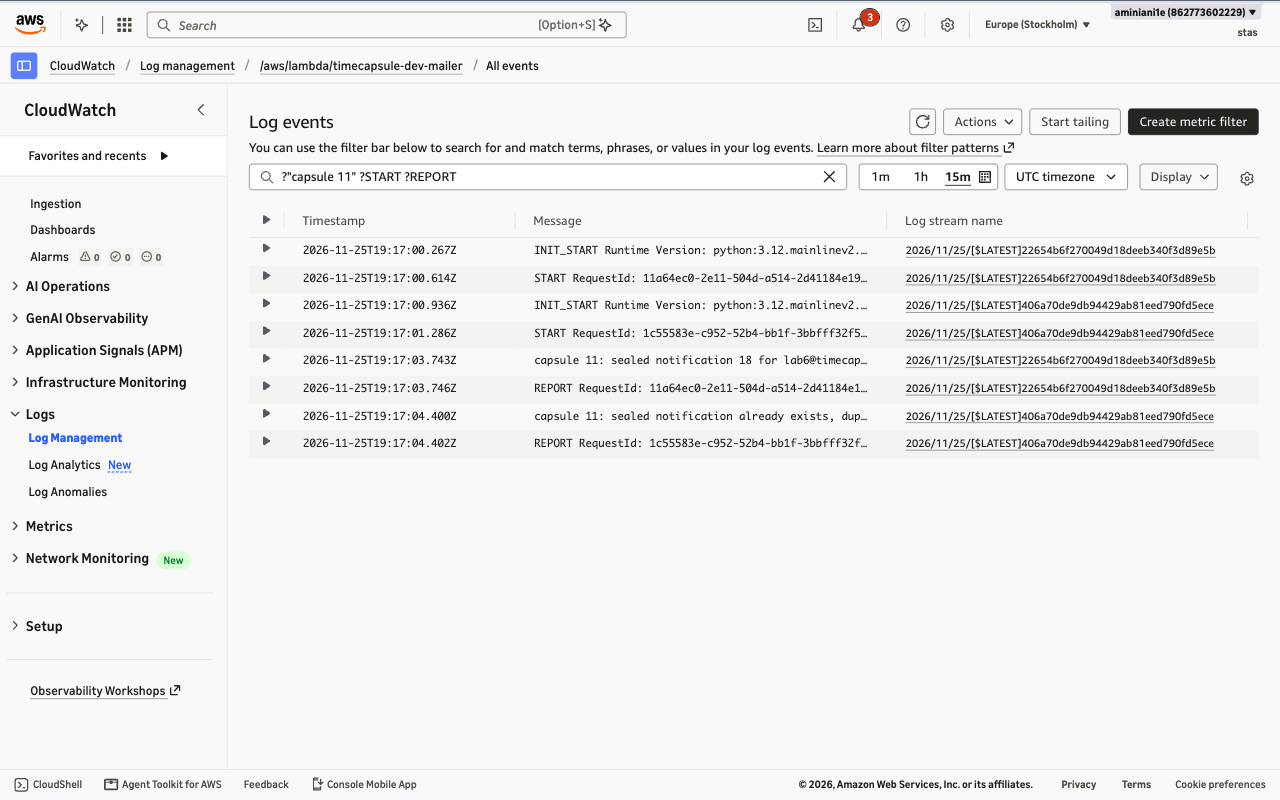 aws
Search [Option+S]
3
Europe (Stockholm)
aminiani1e (862773602229)
stas
CloudWatch / Log management / /aws/lambda/timecapsule-dev-mailer / All events
CloudWatch
Favorites and recents
Ingestion
Dashboards
Alarms 0 0 0
AI Operations
GenAI Observability
Application Signals (APM)
Infrastructure Monitoring
Logs
Log Management
Log Analytics New
Log Anomalies
Metrics
Network Monitoring New
Setup
Observability Workshops
Log events
Actions
Start tailing
Create metric filter
You can use the filter bar below to search for and match terms, phrases, or values in your log events. Learn more about filter patterns
?"capsule 11" ?START ?REPORT
1m 1h 15m
UTC timezone
Display
Timestamp Message Log stream name
2026-11-25T19:17:00.267Z INIT_START Runtime Version: python:3.12.mainlinev2.… 2026/11/25/[$LATEST]22654b6f270049d18deeb340f3d89e5b
2026-11-25T19:17:00.614Z START RequestId: 11a64ec0-2e11-504d-a514-2d41184e19… 2026/11/25/[$LATEST]22654b6f270049d18deeb340f3d89e5b
2026-11-25T19:17:00.936Z INIT_START Runtime Version: python:3.12.mainlinev2.… 2026/11/25/[$LATEST]406a70de9db94429ab81eed790fd5ece
2026-11-25T19:17:01.286Z START RequestId: 1c55583e-c952-52b4-bb1f-3bbfff32f5… 2026/11/25/[$LATEST]406a70de9db94429ab81eed790fd5ece
2026-11-25T19:17:03.743Z capsule 11: sealed notification 18 for lab6@timecap… 2026/11/25/[$LATEST]22654b6f270049d18deeb340f3d89e5b
2026-11-25T19:17:03.746Z REPORT RequestId: 11a64ec0-2e11-504d-a514-2d41184e1… 2026/11/25/[$LATEST]22654b6f270049d18deeb340f3d89e5b
2026-11-25T19:17:04.400Z capsule 11: sealed notification already exists, dup… 2026/11/25/[$LATEST]406a70de9db94429ab81eed790fd5ece
2026-11-25T19:17:04.402Z REPORT RequestId: 1c55583e-c952-52b4-bb1f-3bbfff32f… 2026/11/25/[$LATEST]406a70de9db94429ab81eed790fd5ece
CloudShell
Agent Toolkit for AWS
Feedback
Console Mobile App
© 2026, Amazon Web Services, Inc. or its affiliates.
Privacy
Terms
Cookie preferences